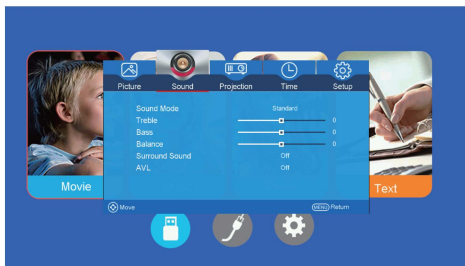 Picture Sound Projection Time Setup
Sound Mode Standard
Treble 0
Bass 0
Balance 0
Surround Sound Off
AVL Off
Movie Text
Move MENU Return